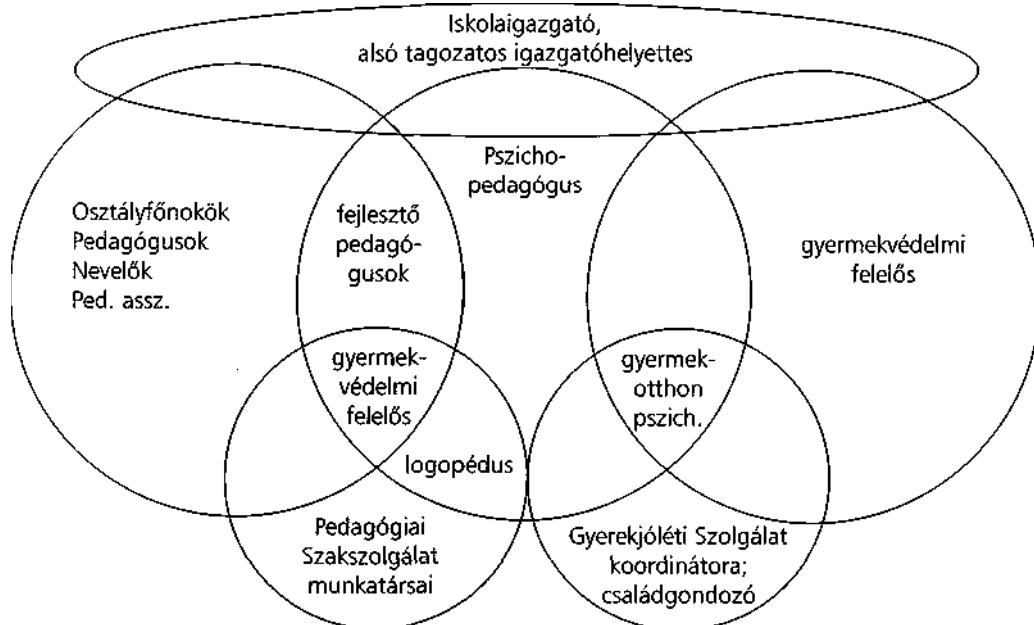 Iskolaigazgató,
alsó tagozatos igazgatóhelyettes
Pszicho-
pedagógus
Osztályfőnokök
Pedagógusok
Nevelők
Ped. assz.
fejlesztő
pedagó-
gusok
gyermekvédelmi
felelős
gyermek-
védelmi
felelős
gyermek-
otthon
pszich.
logopédus
Pedagógiai
Szakszolgálat
munkatársai
Gyerekjóléti Szolgálat
koordinátora;
családgondozó